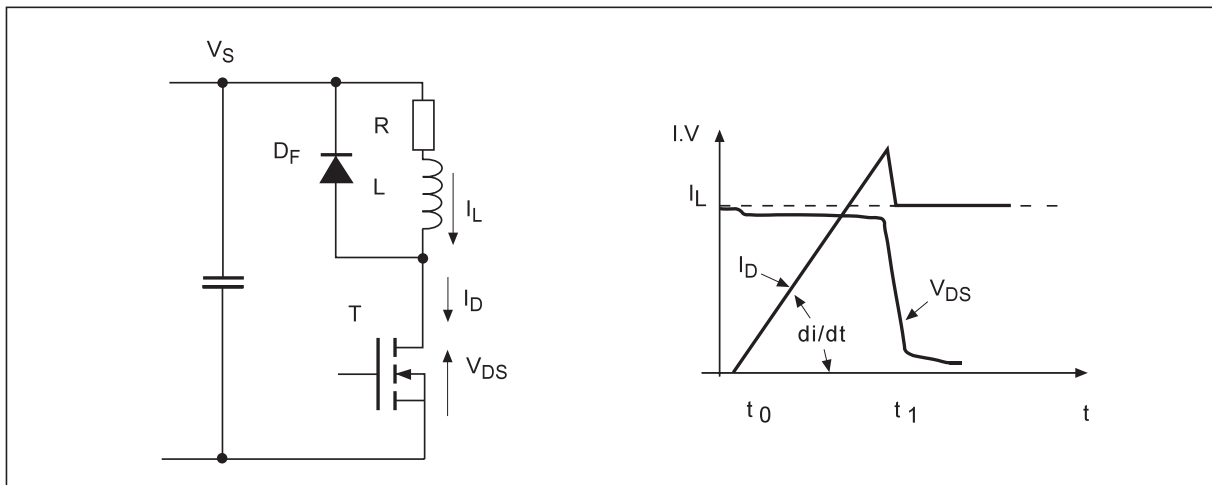 V_S
R
D_F
L
I_L
I_D
T
V_DS
I.V
I_L
I_D
V_DS
di/dt
t_0
t_1
t